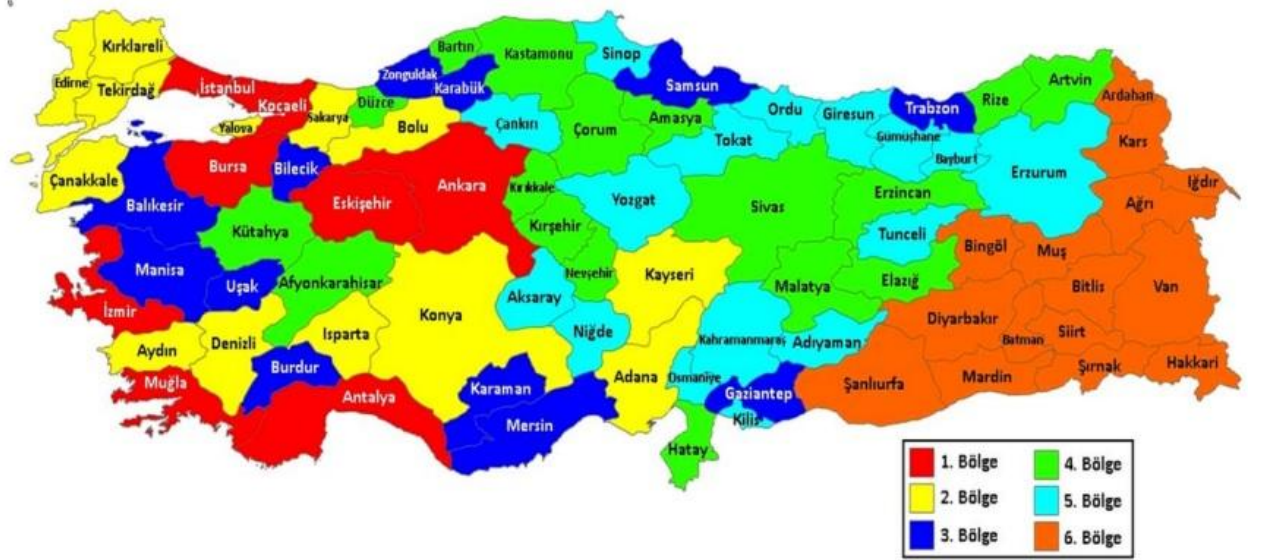 Kırklareli
Edirne
Tekirdağ
İstanbul
Kocaeli
Yalova
Sakarya
Düzce
Bolu
Zonguldak
Bartın
Karabük
Kastamonu
Sinop
Samsun
Çankırı
Çorum
Amasya
Tokat
Ordu
Giresun
Trabzon
Gümüşhane
Bayburt
Rize
Artvin
Ardahan
Kars
Iğdır
Ağrı
Erzurum
Çanakkale
Balıkesir
Bursa
Bilecik
Eskişehir
Ankara
Kırıkkale
Kırşehir
Yozgat
Sivas
Erzincan
Tunceli
Bingöl
Muş
Bitlis
Van
Kütahya
Manisa
Uşak
Afyonkarahisar
İzmir
Konya
Aksaray
Nevşehir
Kayseri
Malatya
Elazığ
Diyarbakır
Batman
Siirt
Şırnak
Hakkari
Aydın
Denizli
Isparta
Burdur
Muğla
Antalya
Karaman
Mersin
Niğde
Adana
Kahramanmaraş
Adıyaman
Osmaniye
Gaziantep
Kilis
Şanlıurfa
Mardin
Hatay
1. Bölge
2. Bölge
3. Bölge
4. Bölge
5. Bölge
6. Bölge